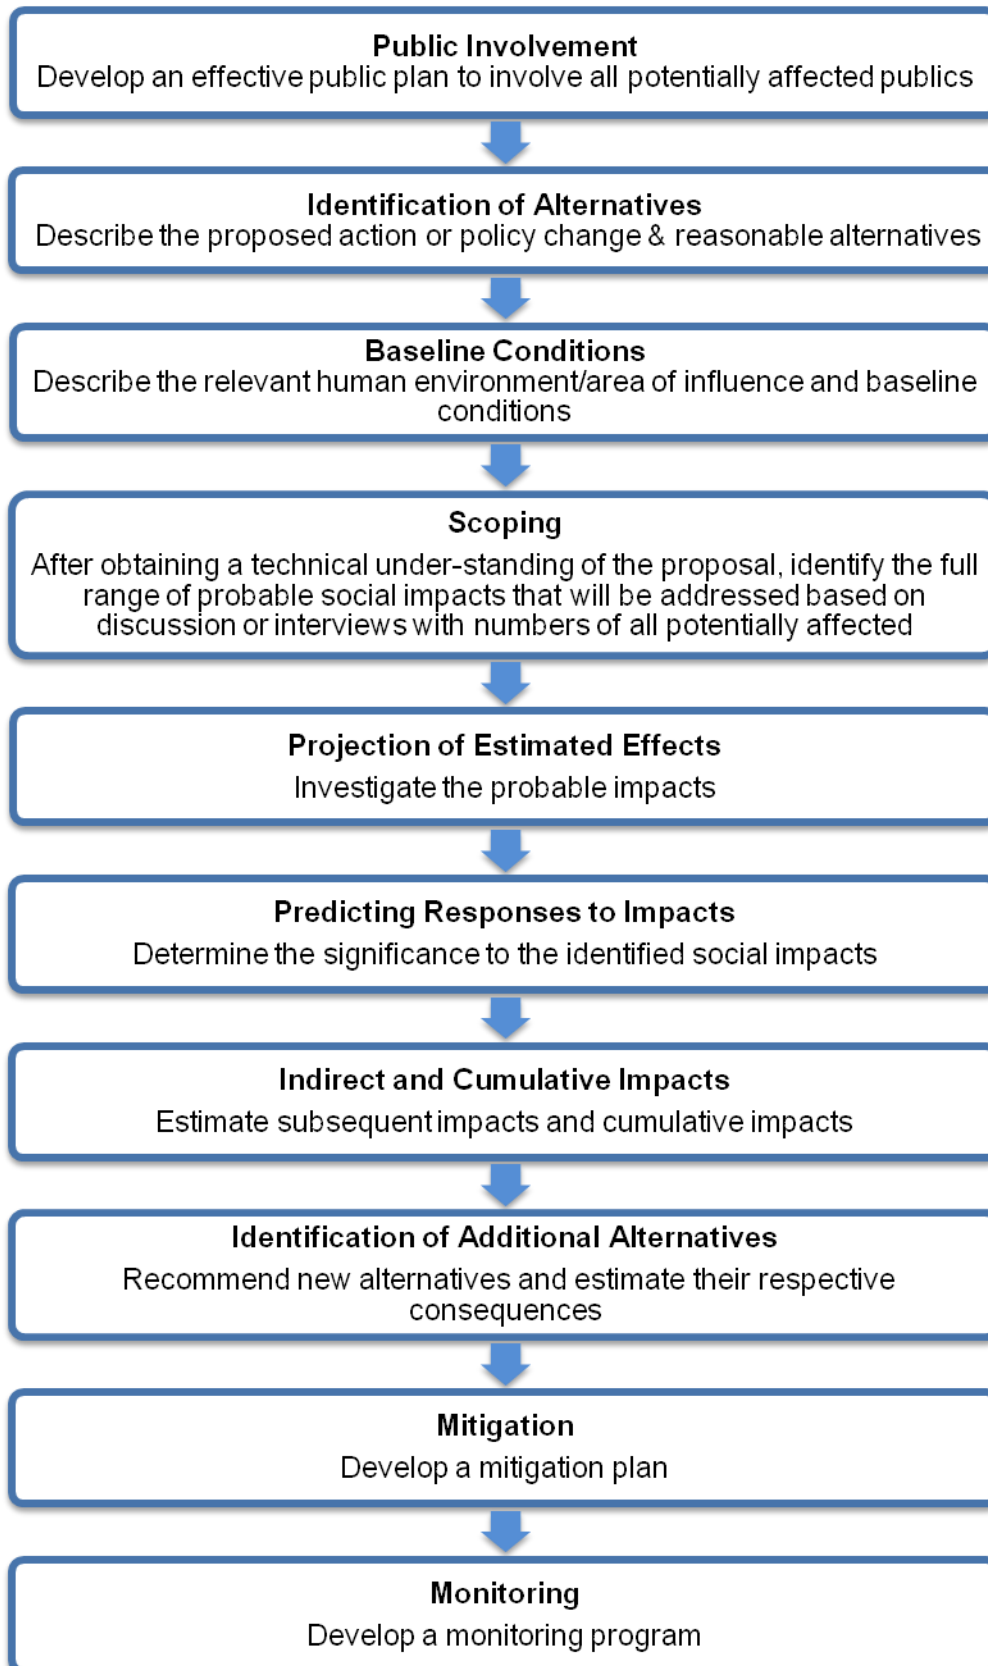 Public Involvement
Develop an effective public plan to involve all potentially affected publics
Identification of Alternatives
Describe the proposed action or policy change & reasonable alternatives
Baseline Conditions
Describe the relevant human environment/area of influence and baseline
conditions
Scoping
After obtaining a technical under-standing of the proposal, identify the full
range of probable social impacts that will be addressed based on
discussion or interviews with numbers of all potentially affected
Projection of Estimated Effects
Investigate the probable impacts
Predicting Responses to Impacts
Determine the significance to the identified social impacts
Indirect and Cumulative Impacts
Estimate subsequent impacts and cumulative impacts
Identification of Additional Alternatives
Recommend new alternatives and estimate their respective
consequences
Mitigation
Develop a mitigation plan
Monitoring
Develop a monitoring program